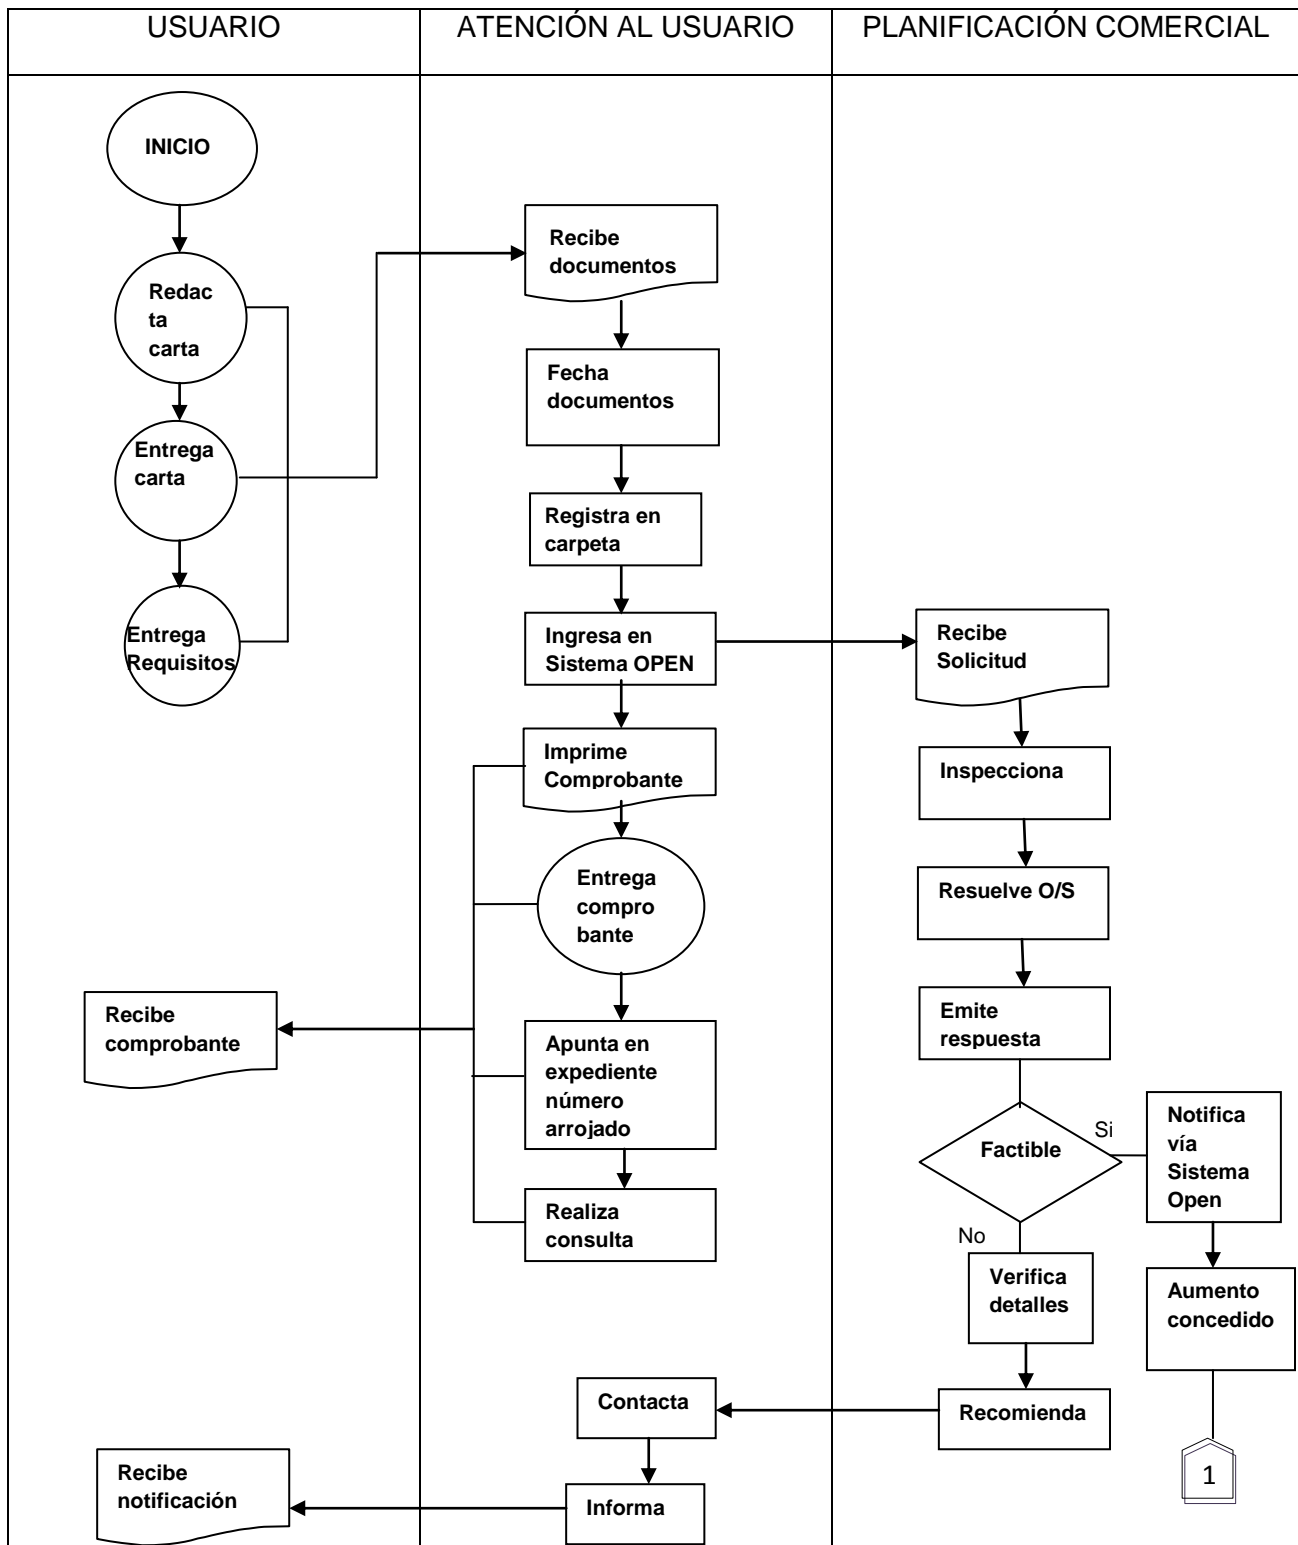 USUARIO
ATENCIÓN AL USUARIO
PLANIFICACIÓN COMERCIAL
INICIO
Redac
ta
carta
Entrega
carta
Entrega
Requisitos
Recibe
comprobante
Recibe
notificación
Recibe
documentos
Fecha
documentos
Registra en
carpeta
Ingresa en
Sistema OPEN
Imprime
Comprobante
Entrega
compro
bante
Apunta en
expediente
número
arrojado
Realiza
consulta
Contacta
Informa
Recibe
Solicitud
Inspecciona
Resuelve O/S
Emite
respuesta
Factible
Si
No
Notifica
vía
Sistema
Open
Verifica
detalles
Aumento
concedido
Recomienda
1